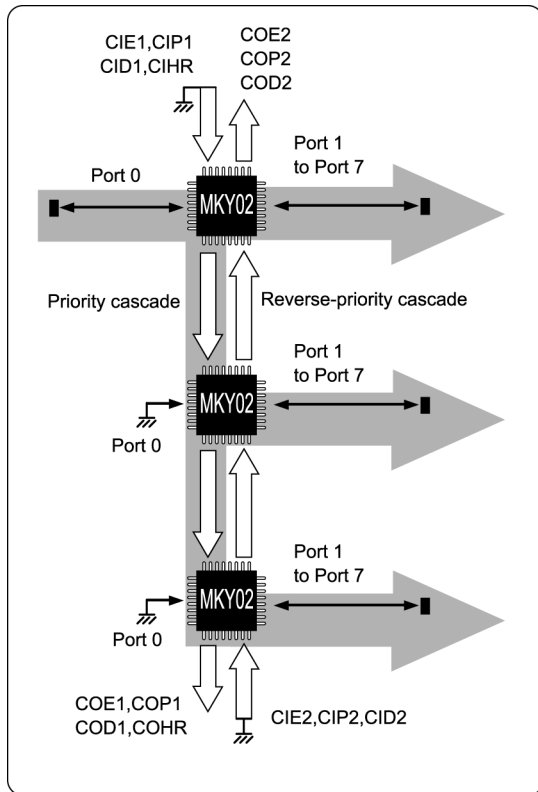 CIE1,CIP1
CID1,CIHR
COE2
COP2
COD2
Port 0
Port 1
to Port 7
MKY02
Priority cascade
Reverse-priority cascade
Port 1
to Port 7
MKY02
Port 0
Port 1
to Port 7
MKY02
Port 0
COE1,COP1
COD1,COHR
CIE2,CIP2,CID2